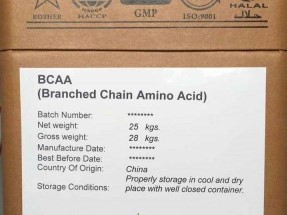 KOSHER
HACCP
GMP
ISO:9001
HALAL
BCAA
(Branched Chain Amino Acid)
Batch Number: ********
Net weight: 25 kgs.
Gross weight: 28 kgs.
Manufacture Date: ********
Best Before Date: ********
Country Of Origin: China
Storage Conditions: Properly storage in cool and dry
place with well closed container.